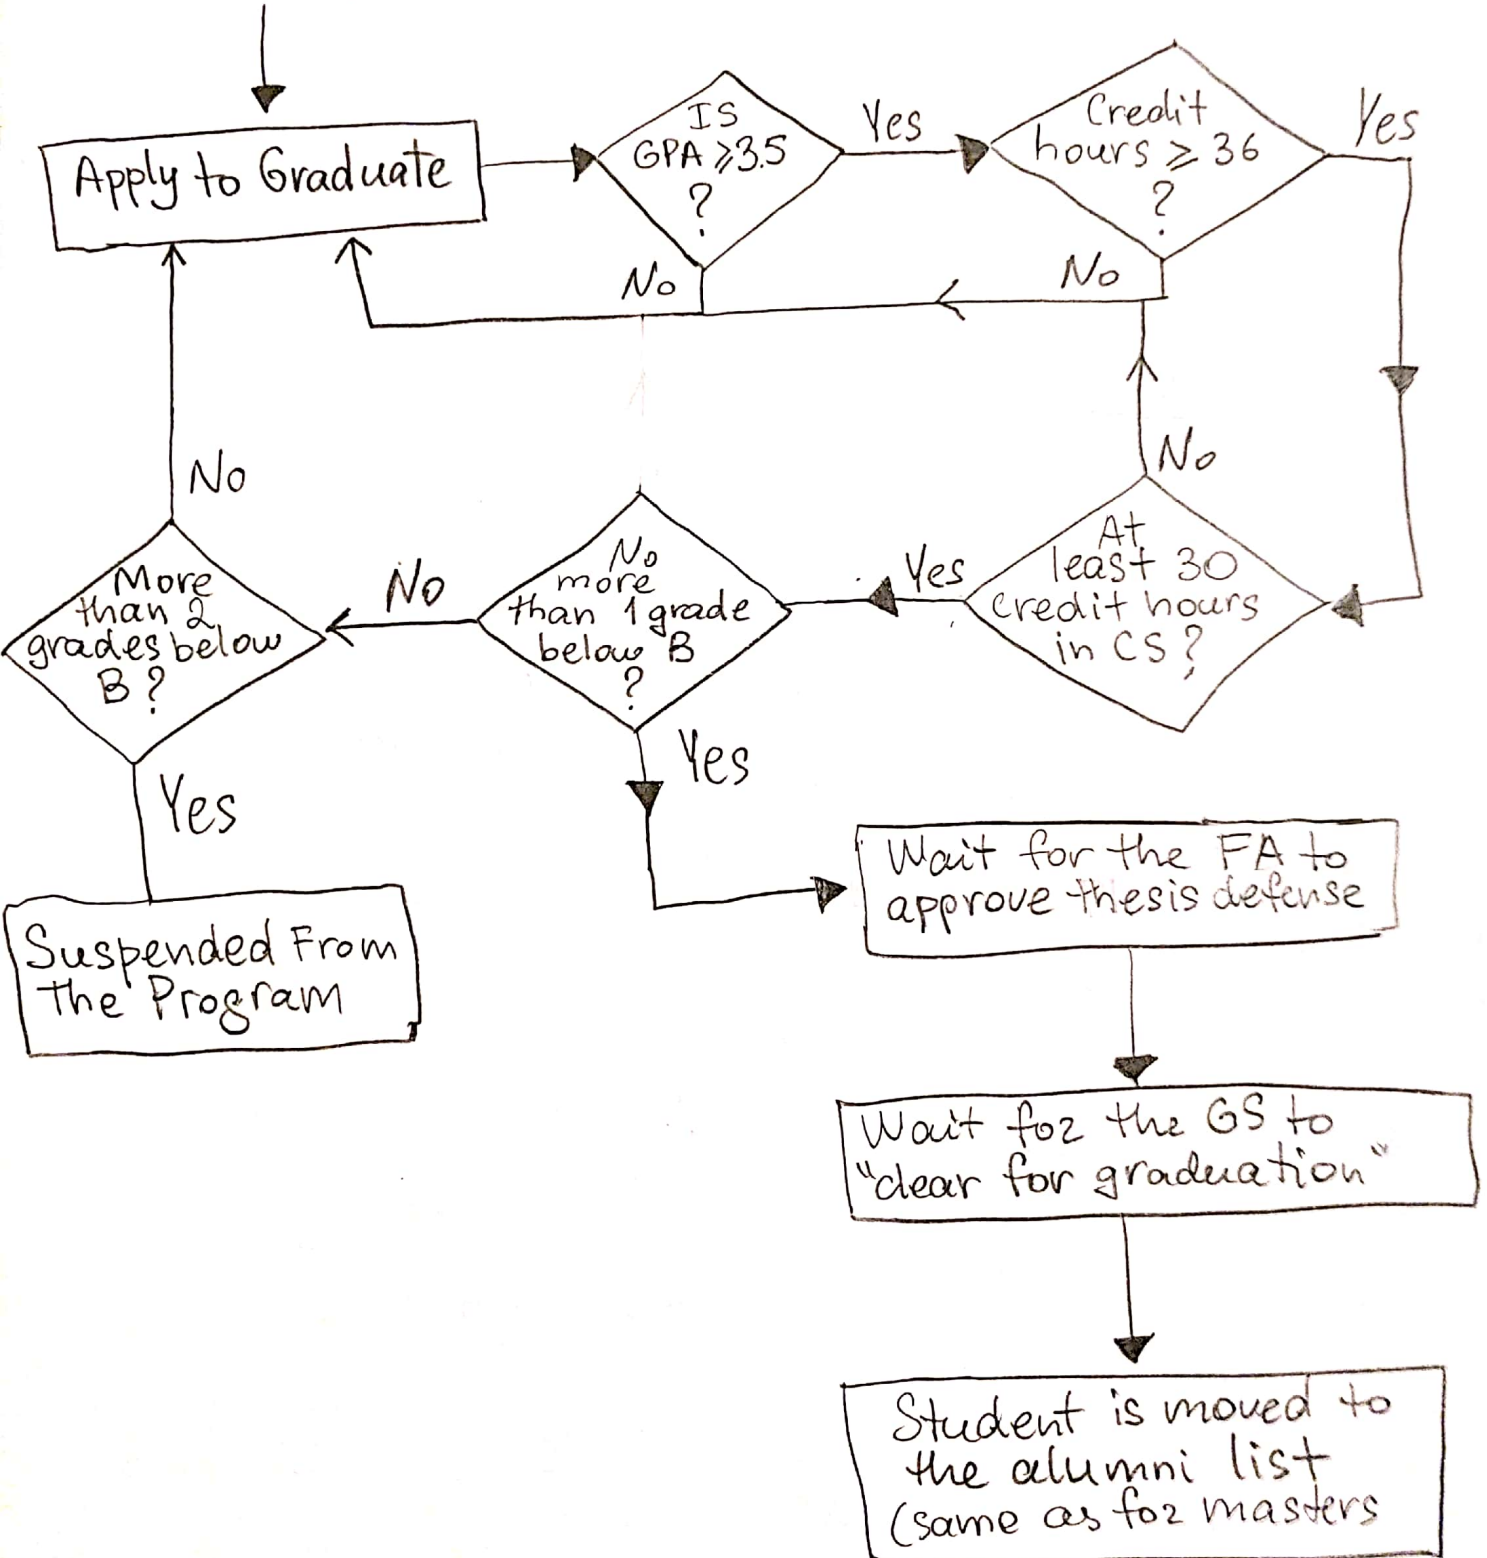 Apply to Graduate
IS
GPA ≥3.5
?
Yes
Credit
hours ≥ 36
?
Yes
No
No
No
No
More
than 2
grades below
B?
No
No
more
than 1 grade
below B
?
Yes
At
least 30
credit hours
in CS?
Yes
Yes
Suspended From
the Program
Wait for the FA to
approve thesis defense
Wait for the GS to
"clear for graduation"
Student is moved to
the alumni list
(same as for masters